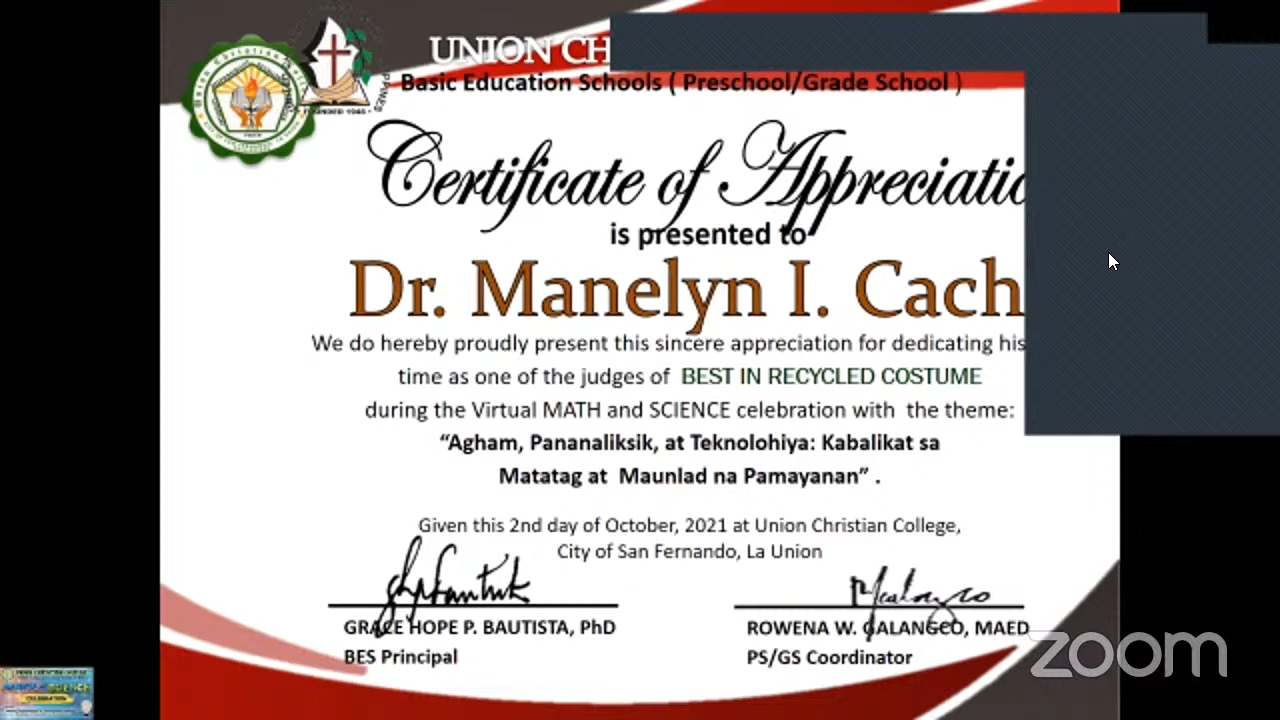 UNION CH
Basic Education Schools ( Preschool/Grade School )
Certificate of Appreciatio
is presented to
Dr. Manelyn I. Cach
We do hereby proudly present this sincere appreciation for dedicating his
time as one of the judges of BEST IN RECYCLED COSTUME
during the Virtual MATH and SCIENCE celebration with the theme:
“Agham, Pananaliksik, at Teknolohiya: Kabalikat sa
Matatag at Maunlad na Pamayanan” .
Given this 2nd day of October, 2021 at Union Christian College,
City of San Fernando, La Union
GRACE HOPE P. BAUTISTA, PhD
BES Principal
ROWENA W. GALANGCO, MAED
PS/GS Coordinator
zoom